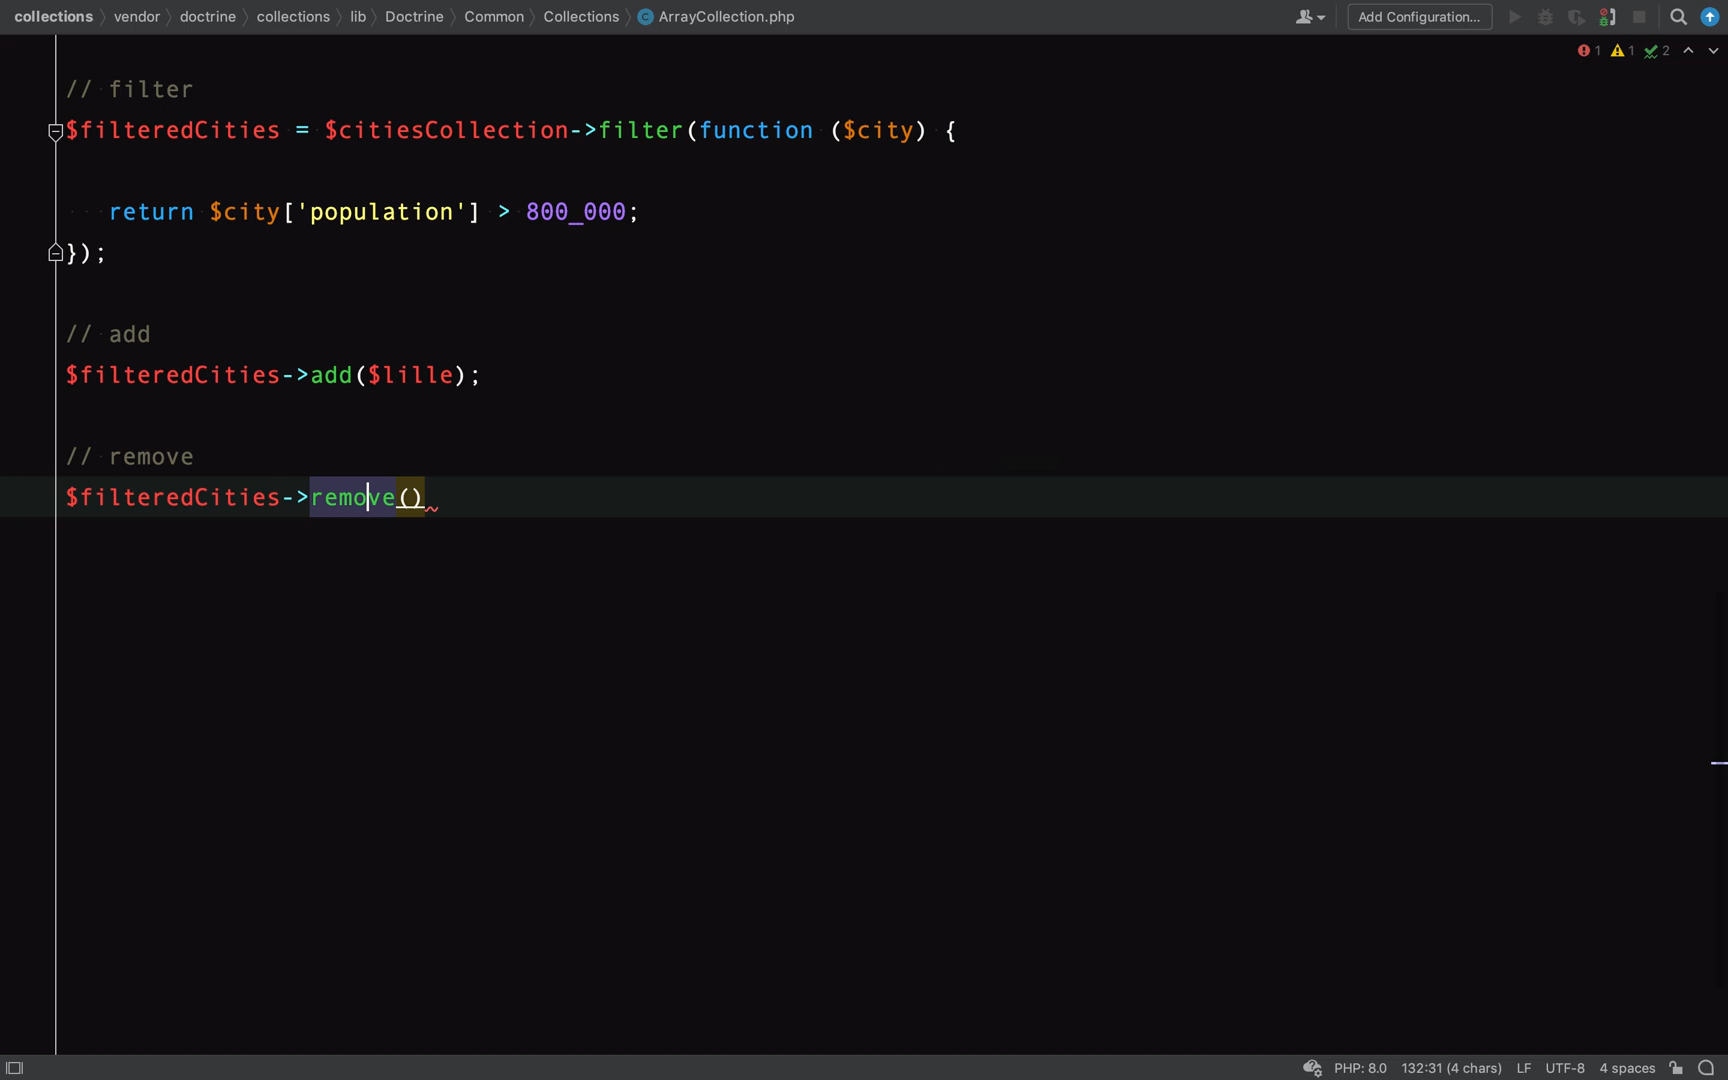 collections vendor doctrine collections lib Doctrine Common Collections ArrayCollection.php Add Configuration...
1 1 2
// filter
$filteredCities = $citiesCollection->filter(function ($city) {
return $city['population'] > 800_000;
});
// add
$filteredCities->add($lille);
// remove
$filteredCities->remove()
PHP: 8.0 132:31 (4 chars) LF UTF-8 4 spaces